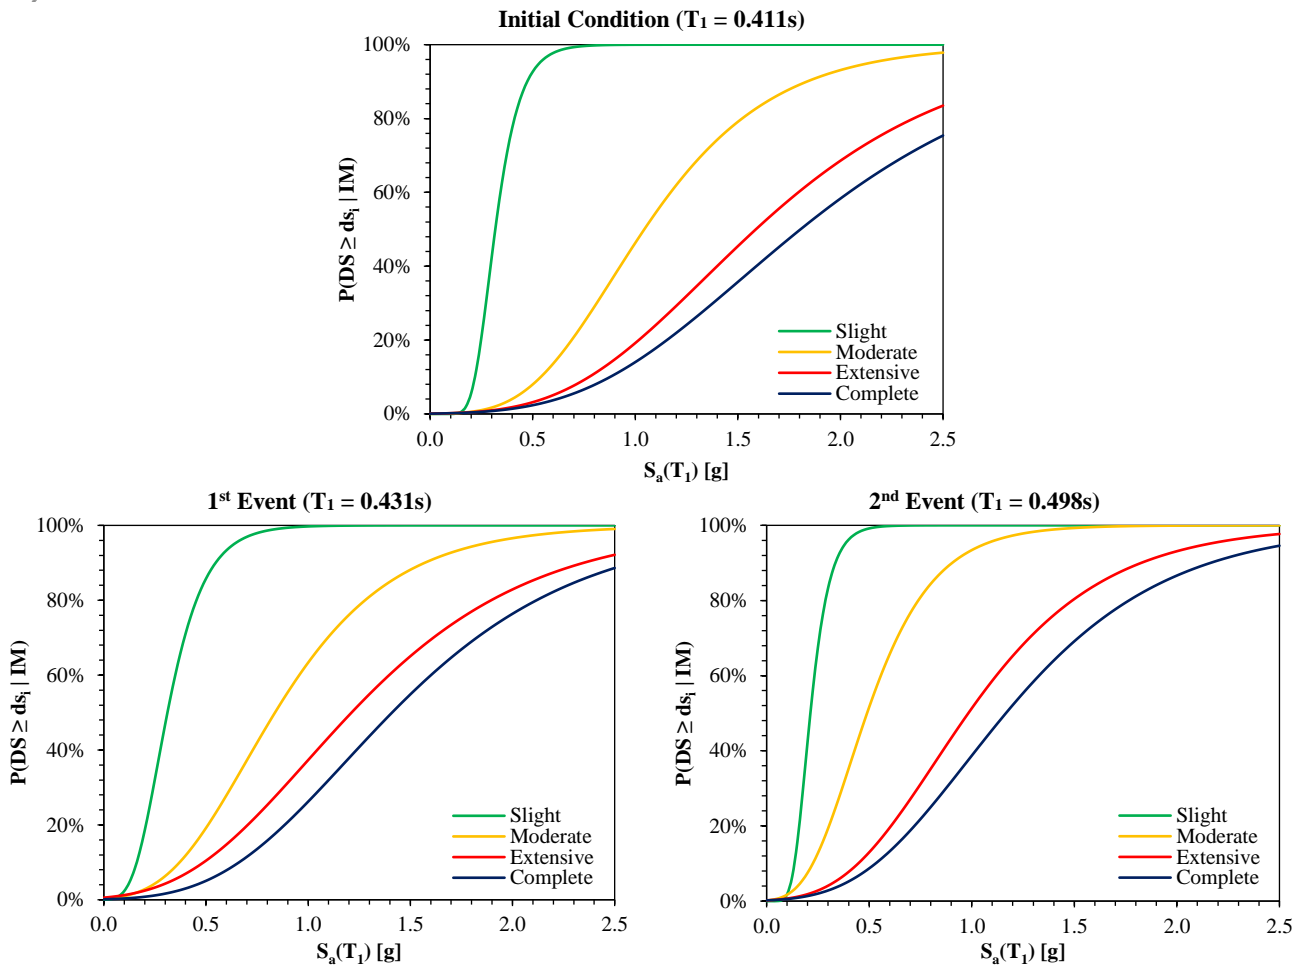 Initial Condition (T1 = 0.411s)
100%
80%
60%
40%
20%
0%
P(DS ≥ dsi | IM)
Slight
Moderate
Extensive
Complete
0.0 0.5 1.0 1.5 2.0 2.5
Sa(T1) [g]
1st Event (T1 = 0.431s)
100%
80%
60%
40%
20%
0%
P(DS ≥ dsi | IM)
Slight
Moderate
Extensive
Complete
0.0 0.5 1.0 1.5 2.0 2.5
Sa(T1) [g]
2nd Event (T1 = 0.498s)
100%
80%
60%
40%
20%
0%
P(DS ≥ dsi | IM)
Slight
Moderate
Extensive
Complete
0.0 0.5 1.0 1.5 2.0 2.5
Sa(T1) [g]